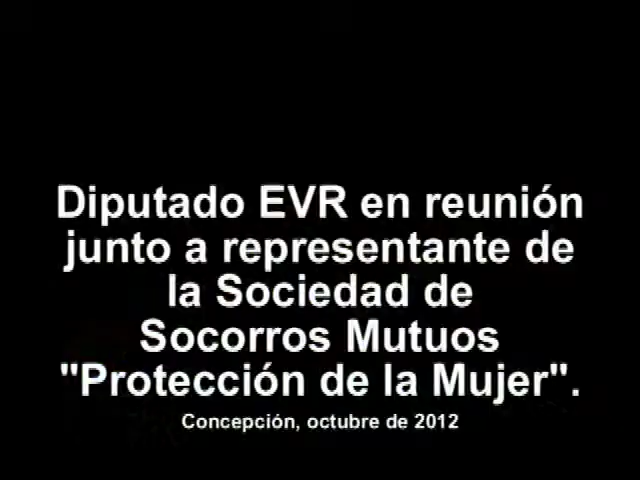 Diputado EVR en reunión
junto a representante de
la Sociedad de
Socorros Mutuos
"Protección de la Mujer".
Concepción, octubre de 2012